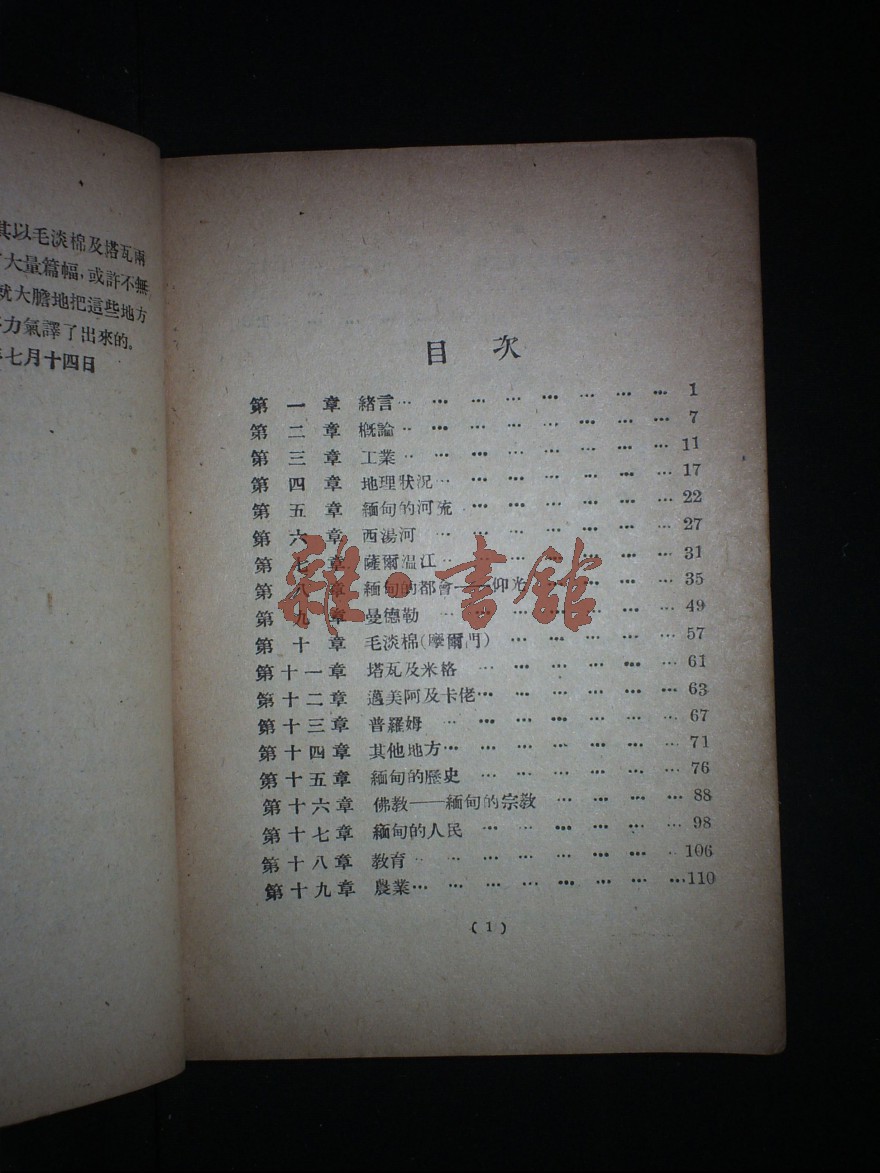 其以毛淡棉及塔瓦兩
大量篇幅，或許不無
就大膽地把這些地方
力氣譯了出來的。
七月十四日
目 次
第一章 緒言 … … … … … … … … 1
第二章 概論 … … … … … … … … 7
第三章 工業 … … … … … … … … 11
第四章 地理狀況 … … … … … … … 17
第五章 緬甸的河流 … … … … … … 22
第六章 西湯河 … … … … … … … 27
第七章 薩爾温江 … … … … … … … 31
第八章 緬甸的都會——仰光 … … … … 35
第九章 曼德勒 … … … … … … … 49
第十章 毛淡棉(摩爾門) … … … … … 57
第十一章 塔瓦及米格 … … … … … … 61
第十二章 邁美阿及卡佬 … … … … … … 63
第十三章 普羅姆 … … … … … … … 67
第十四章 其他地方 … … … … … … … 71
第十五章 緬甸的歷史 … … … … … … 76
第十六章 佛教——緬甸的宗教 … … … … 88
第十七章 緬甸的人民 … … … … … … 98
第十八章 教育 … … … … … … … … 106
第十九章 農業 … … … … … … … … 110
(1)
雜·書館